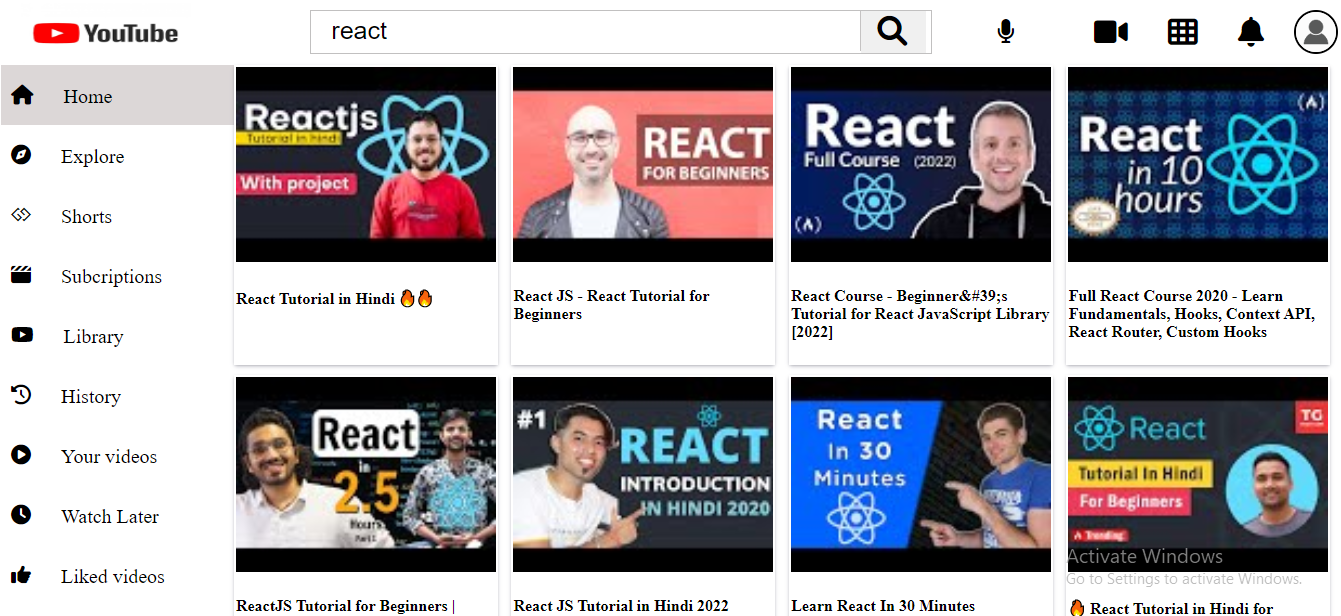 YouTube
react
Home
Explore
Shorts
Subcriptions
Library
History
Your videos
Watch Later
Liked videos
Reactjs
Tutorial in hindi
With project
React Tutorial in Hindi 🔥🔥
REACT
FOR BEGINNERS
React JS - React Tutorial for
Beginners
React
Full Course (2022)
React Course - Beginner&#39;s
Tutorial for React JavaScript Library
[2022]
React
in 10
hours
Full React Course 2020 - Learn
Fundamentals, Hooks, Context API,
React Router, Custom Hooks
React
in
2.5
Hours
Part 1
ReactJS Tutorial for Beginners |
#1
REACT
INTRODUCTION
IN HINDI 2020
React JS Tutorial in Hindi 2022
React
In 30
Minutes
Learn React In 30 Minutes
TG
React
Tutorial In Hindi
For Beginners
Trending
🔥 React Tutorial in Hindi for
Activate Windows
Go to Settings to activate Windows.